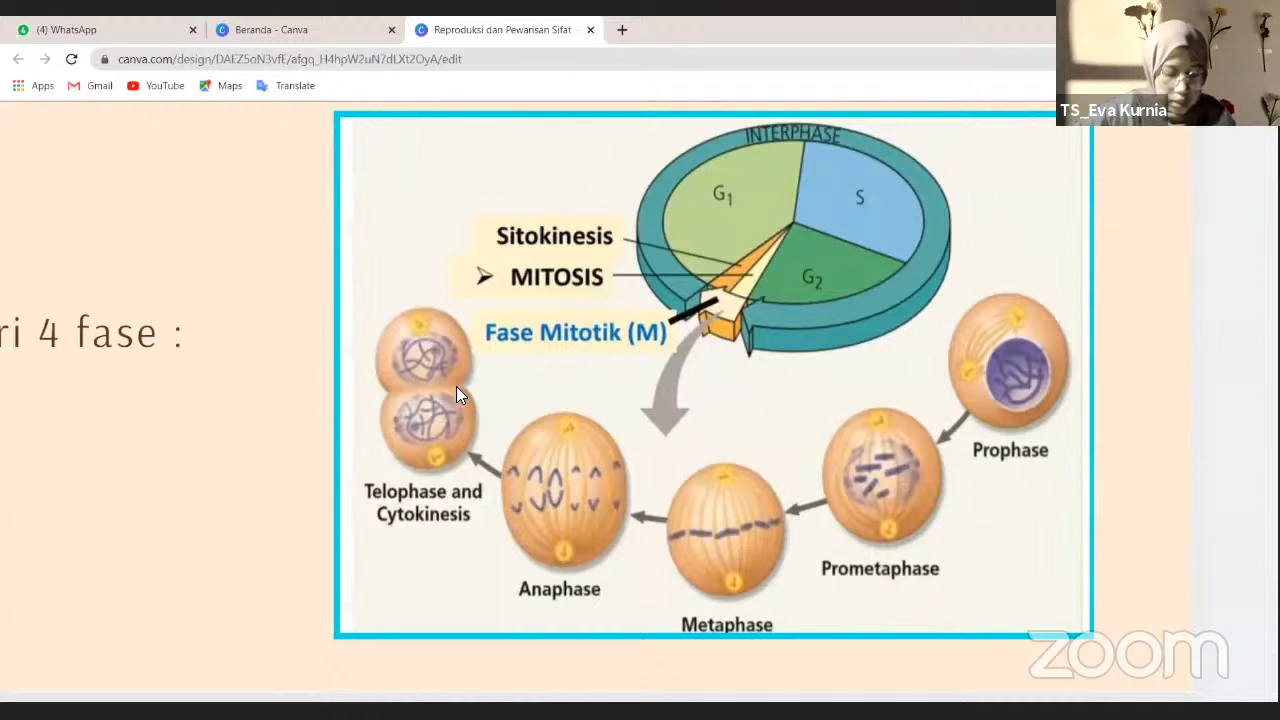 (4) WhatsApp
Beranda - Canva
Reproduksi dan Pewarisan Sifat -
canva.com/design/DAEZ5oN3vfE/afgq_H4hpW2uN7dLXt2OyA/edit
Apps Gmail YouTube Maps Translate
TS_Eva Kurnia
INTERPHASE
G1
S
Sitokinesis
➢ MITOSIS
G2
Fase Mitotik (M)
ri 4 fase :
Prophase
Telophase and
Cytokinesis
Prometaphase
Anaphase
Metaphase
zoom